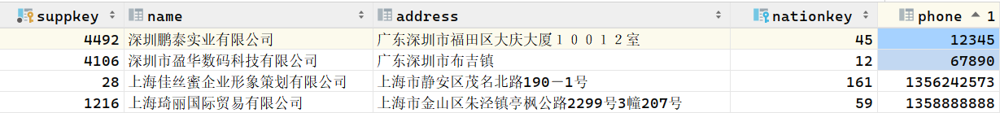 suppkey name address nationkey phone 1
4492 深圳鹏泰实业有限公司 广东深圳市福田区大庆大厦１００１２室 45 12345
4106 深圳市盈华数码科技有限公司 广东深圳市布吉镇 12 67890
28 上海佳丝蜜企业形象策划有限公司 上海市静安区茂名北路190－1号 161 1356242573
1216 上海琦丽国际贸易有限公司 上海市金山区朱泾镇亭枫公路2299号3幢207号 59 1358888888